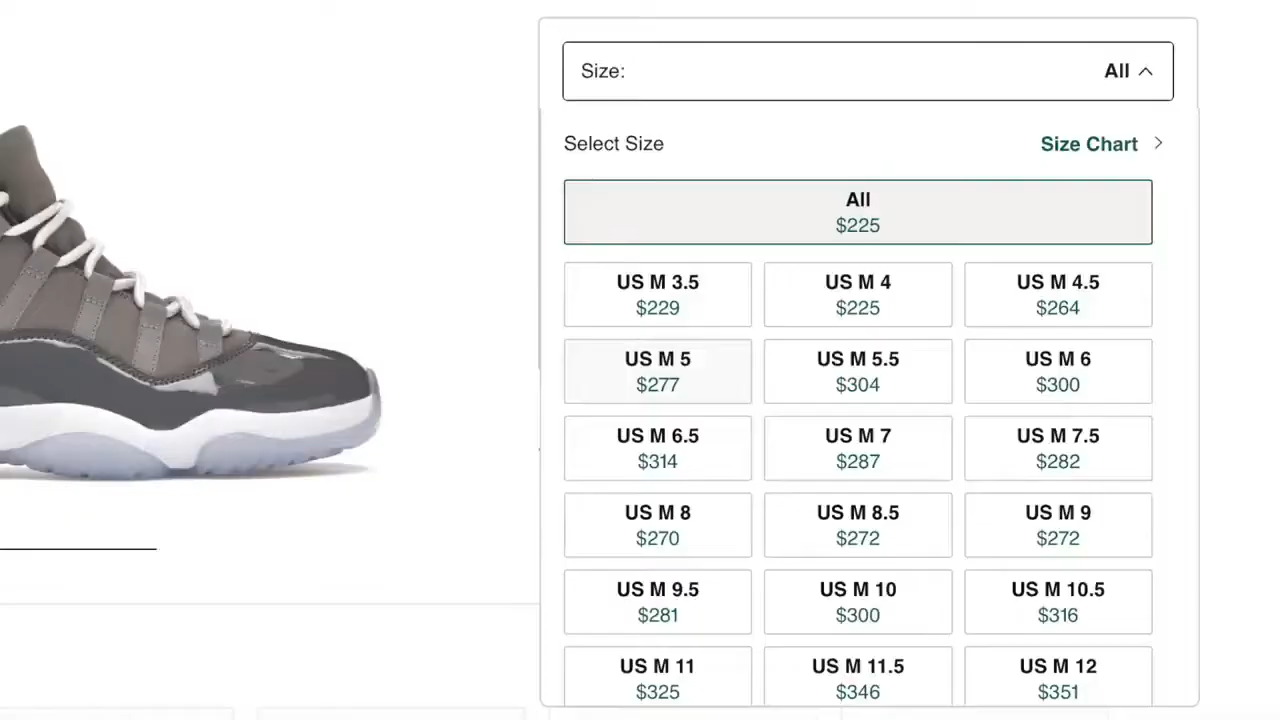 Size: All
Select Size Size Chart
All
$225
US M 3.5 US M 4 US M 4.5
$229 $225 $264
US M 5 US M 5.5 US M 6
$277 $304 $300
US M 6.5 US M 7 US M 7.5
$314 $287 $282
US M 8 US M 8.5 US M 9
$270 $272 $272
US M 9.5 US M 10 US M 10.5
$281 $300 $316
US M 11 US M 11.5 US M 12
$325 $346 $351